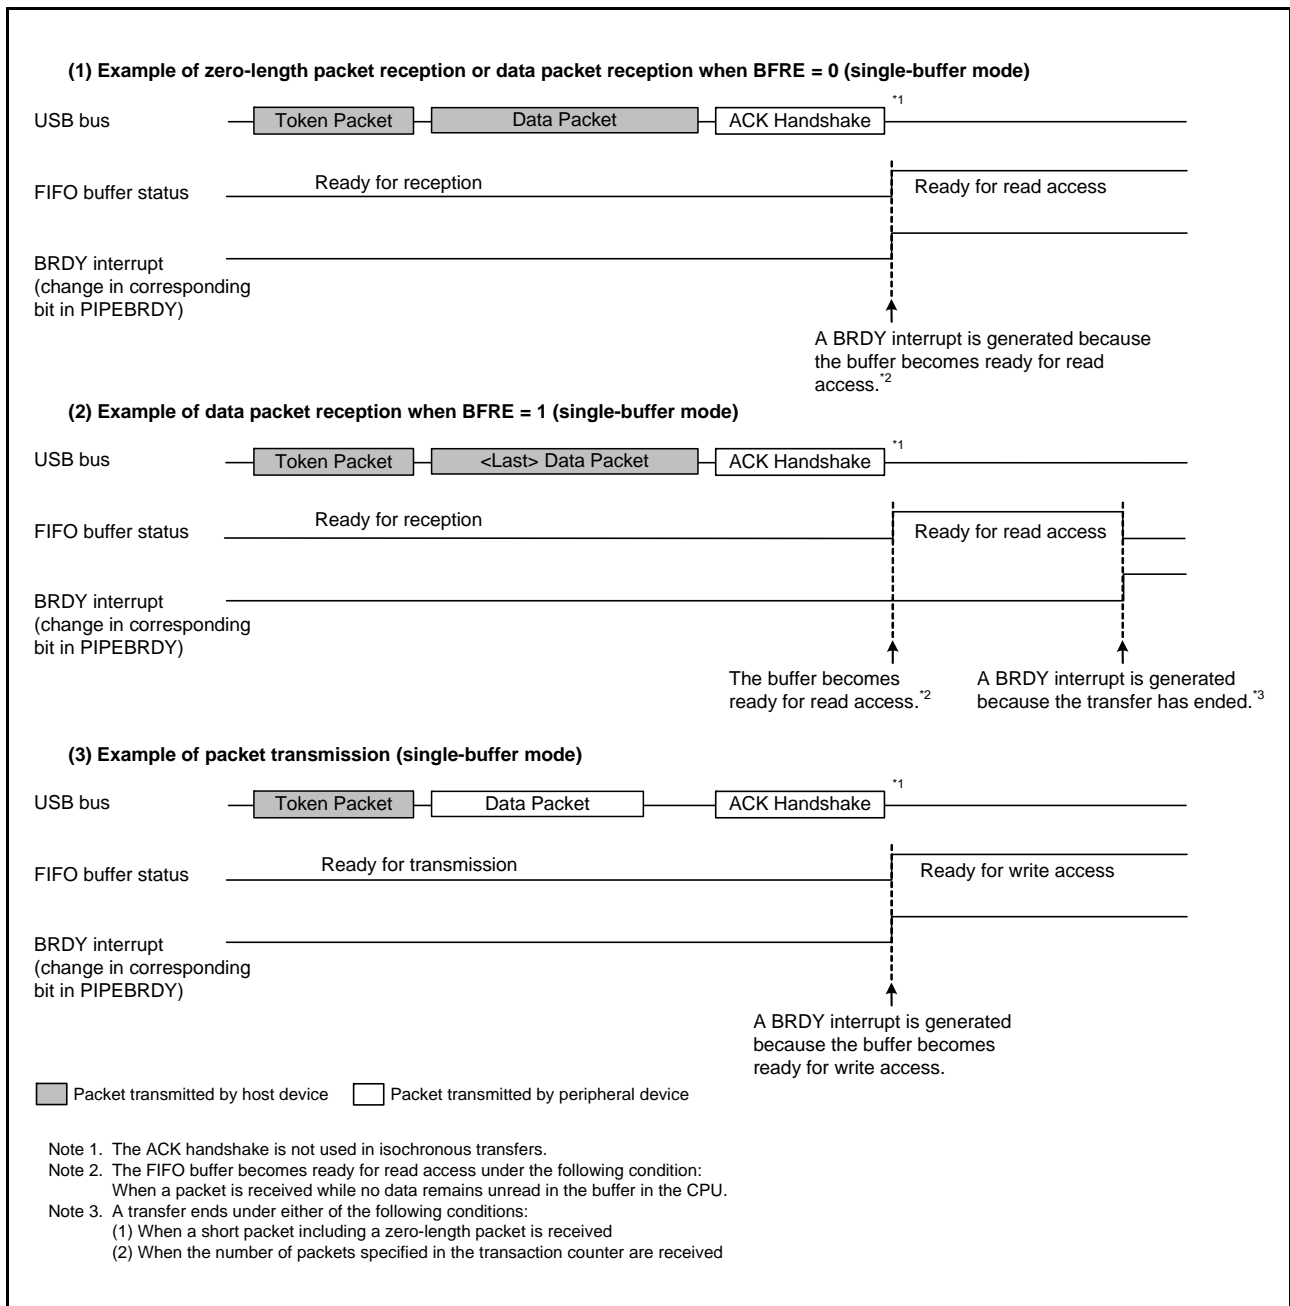 (1) Example of zero-length packet reception or data packet reception when BFRE = 0 (single-buffer mode)
USB bus
Token Packet
Data Packet
ACK Handshake
*1
FIFO buffer status
Ready for reception
Ready for read access
BRDY interrupt
(change in corresponding
bit in PIPEBRDY)
A BRDY interrupt is generated because
the buffer becomes ready for read
access.*2
(2) Example of data packet reception when BFRE = 1 (single-buffer mode)
USB bus
Token Packet
<Last> Data Packet
ACK Handshake
*1
FIFO buffer status
Ready for reception
Ready for read access
BRDY interrupt
(change in corresponding
bit in PIPEBRDY)
The buffer becomes
ready for read access.*2
A BRDY interrupt is generated
because the transfer has ended.*3
(3) Example of packet transmission (single-buffer mode)
USB bus
Token Packet
Data Packet
ACK Handshake
*1
FIFO buffer status
Ready for transmission
Ready for write access
BRDY interrupt
(change in corresponding
bit in PIPEBRDY)
A BRDY interrupt is generated
because the buffer becomes
ready for write access.
Packet transmitted by host device
Packet transmitted by peripheral device
Note 1. The ACK handshake is not used in isochronous transfers.
Note 2. The FIFO buffer becomes ready for read access under the following condition:
When a packet is received while no data remains unread in the buffer in the CPU.
Note 3. A transfer ends under either of the following conditions:
(1) When a short packet including a zero-length packet is received
(2) When the number of packets specified in the transaction counter are received